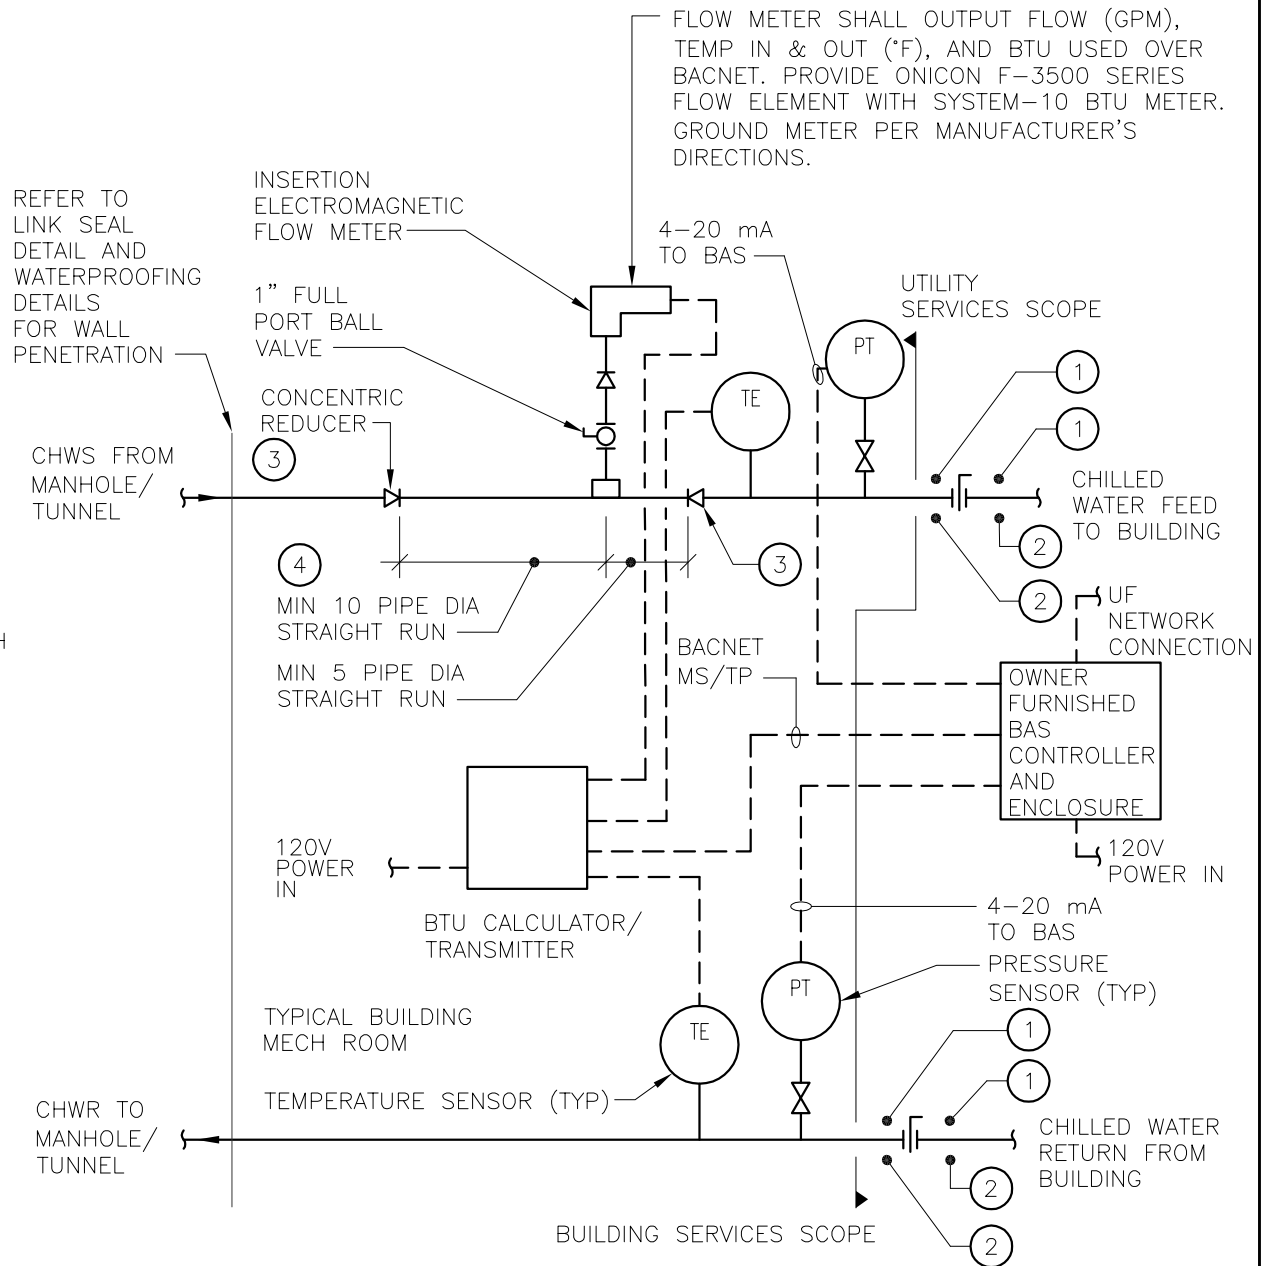 FLOW METER SHALL OUTPUT FLOW (GPM),
TEMP IN & OUT (°F), AND BTU USED OVER
BACNET. PROVIDE ONICON F-3500 SERIES
FLOW ELEMENT WITH SYSTEM-10 BTU METER.
GROUND METER PER MANUFACTURER'S
DIRECTIONS.
INSERTION
ELECTROMAGNETIC
FLOW METER
REFER TO
LINK SEAL
DETAIL AND
WATERPROOFING
DETAILS
FOR WALL
PENETRATION
4-20 mA
TO BAS
UTILITY
SERVICES SCOPE
1" FULL
PORT BALL
VALVE
PT
TE
1
1
CONCENTRIC
REDUCER
3
CHWS FROM
MANHOLE/
TUNNEL
CHILLED
WATER FEED
TO BUILDING
2
2
3
4
MIN 10 PIPE DIA
STRAIGHT RUN
MIN 5 PIPE DIA
STRAIGHT RUN
H
BACNET
MS/TP
UF
NETWORK
CONNECTION
OWNER
FURNISHED
BAS
CONTROLLER
AND
ENCLOSURE
120V
POWER
IN
120V
POWER IN
BTU CALCULATOR/
TRANSMITTER
4-20 mA
TO BAS
PRESSURE
SENSOR (TYP)
PT
TE
TYPICAL BUILDING
MECH ROOM
TEMPERATURE SENSOR (TYP)
1
1
CHWR TO
MANHOLE/
TUNNEL
CHILLED WATER
RETURN FROM
BUILDING
2
2
BUILDING SERVICES SCOPE